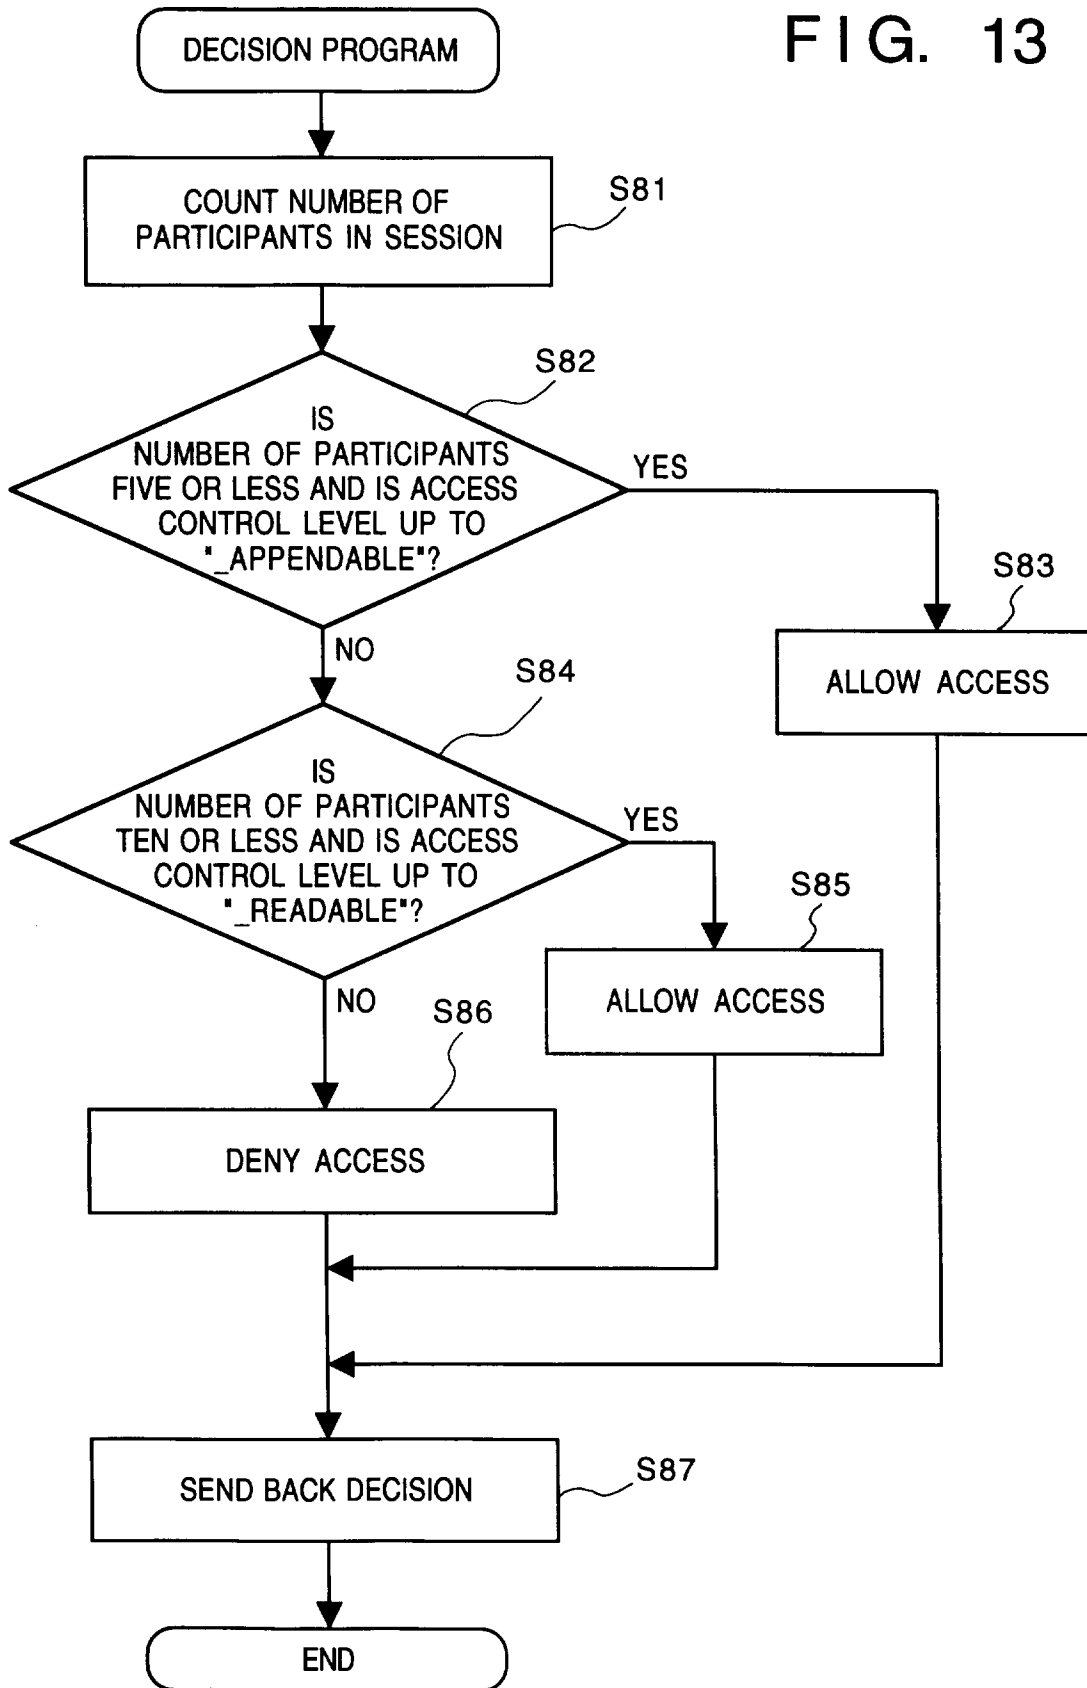 FIG. 13
DECISION PROGRAM
COUNT NUMBER OF
PARTICIPANTS IN SESSION
S81
S82
IS
NUMBER OF PARTICIPANTS
FIVE OR LESS AND IS ACCESS
CONTROL LEVEL UP TO
"_APPENDABLE"?
YES
NO
S83
ALLOW ACCESS
S84
IS
NUMBER OF PARTICIPANTS
TEN OR LESS AND IS ACCESS
CONTROL LEVEL UP TO
"_READABLE"?
YES
NO
S85
ALLOW ACCESS
S86
DENY ACCESS
SEND BACK DECISION
S87
END